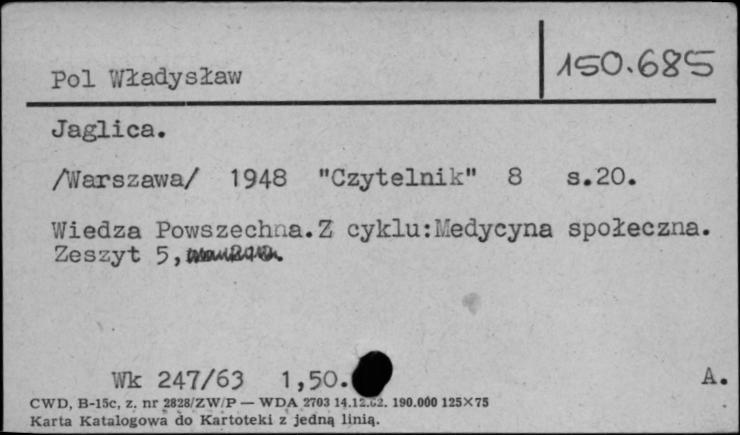 Pol Władysław
150.685
Jaglica.
/Warszawa/ 1948 "Czytelnik" 8 s.20.
Wiedza Powszechna.Z cyklu:Medycyna społeczna.
Zeszyt 5,
Wk 247/63 1,50.
A.
CWD, B-15c, z. nr 2828/ZW/P — WDA 2703 14.12.62. 190.000 125×75
Karta Katalogowa do Kartoteki z jedną linią.